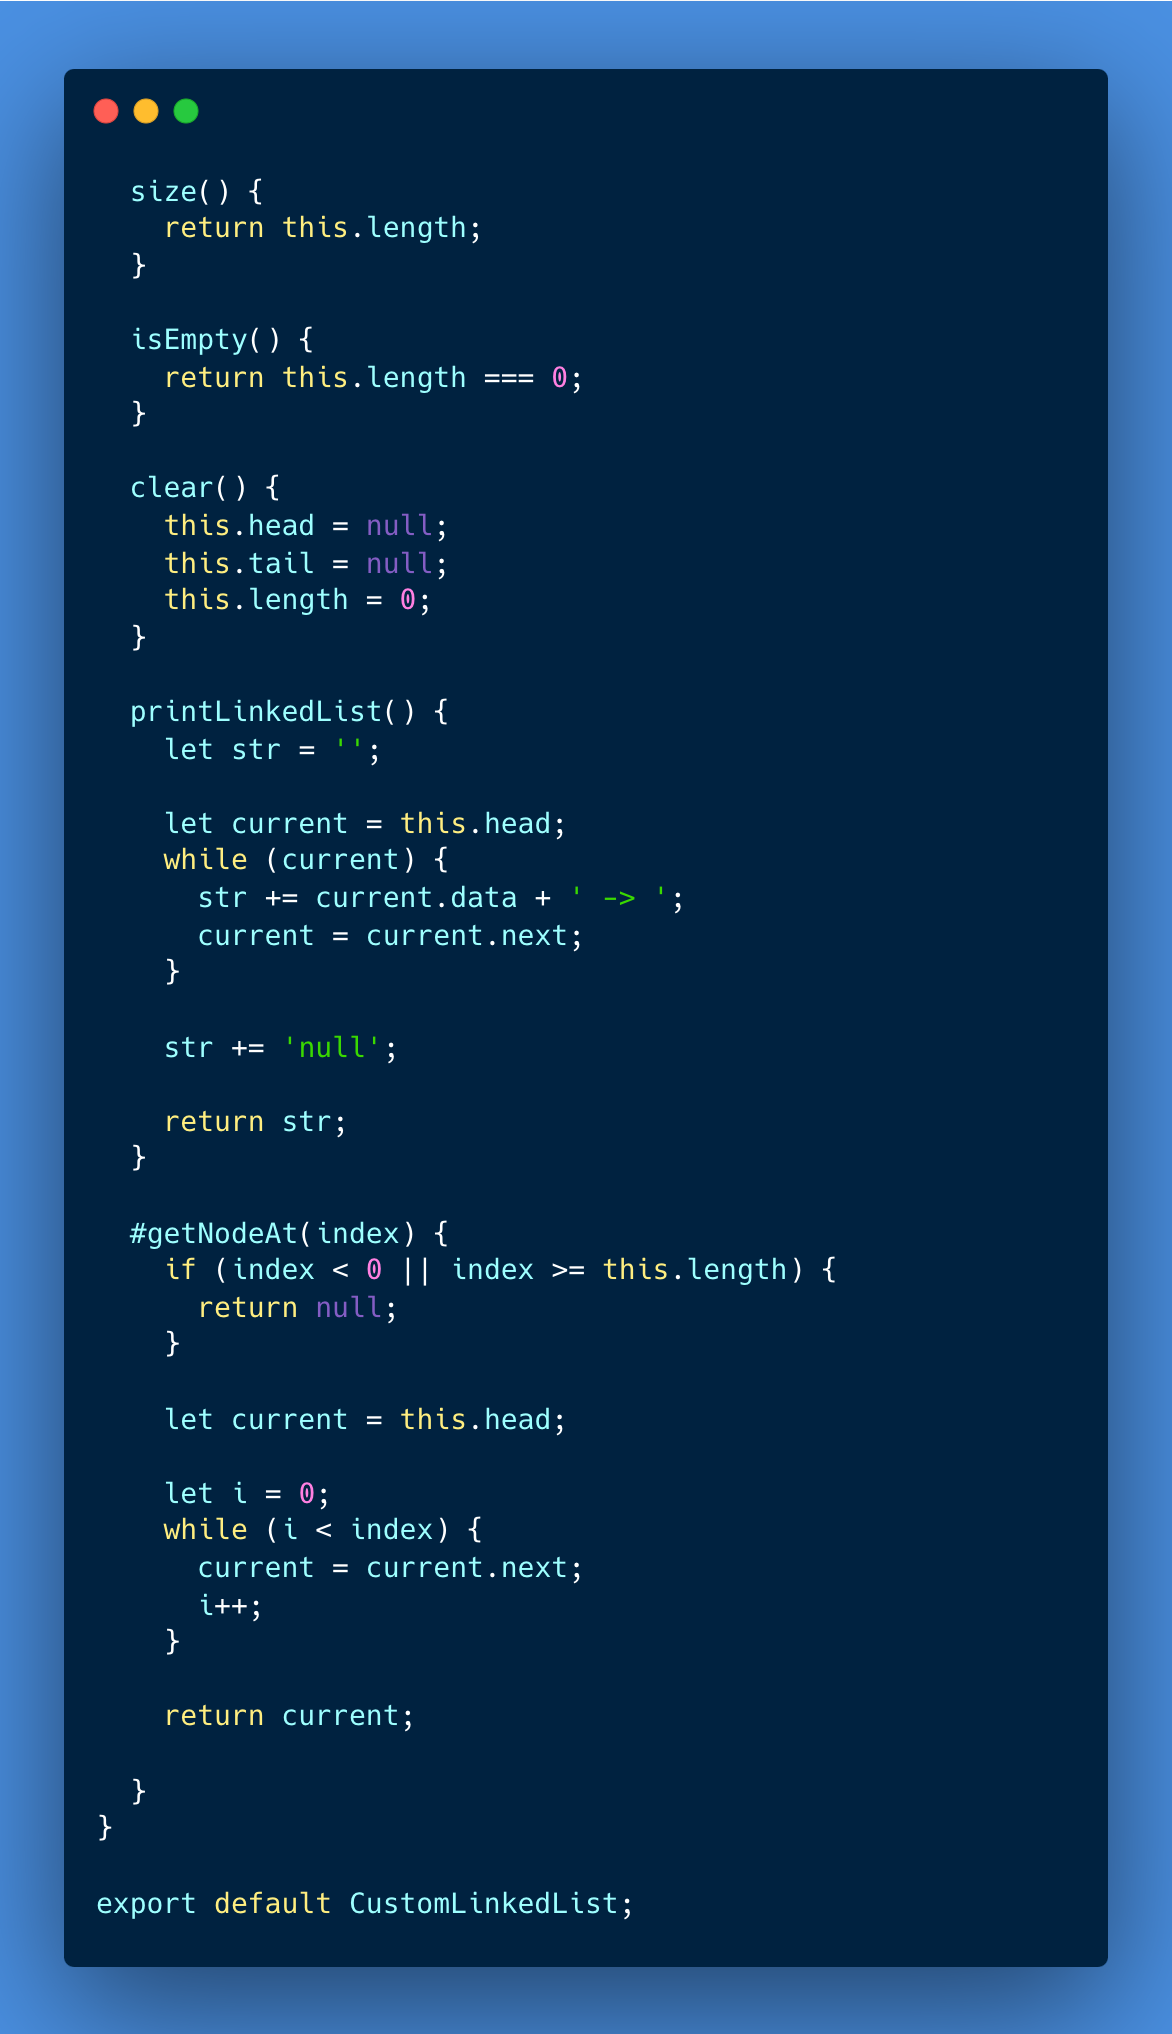 size() {
return this.length;
}
isEmpty() {
return this.length === 0;
}
clear() {
this.head = null;
this.tail = null;
this.length = 0;
}
printLinkedList() {
let str = '';
let current = this.head;
while (current) {
str += current.data + ' -> ';
current = current.next;
}
str += 'null';
return str;
}
#getNodeAt(index) {
if (index < 0 || index >= this.length) {
return null;
}
let current = this.head;
let i = 0;
while (i < index) {
current = current.next;
i++;
}
return current;
}
}
export default CustomLinkedList;